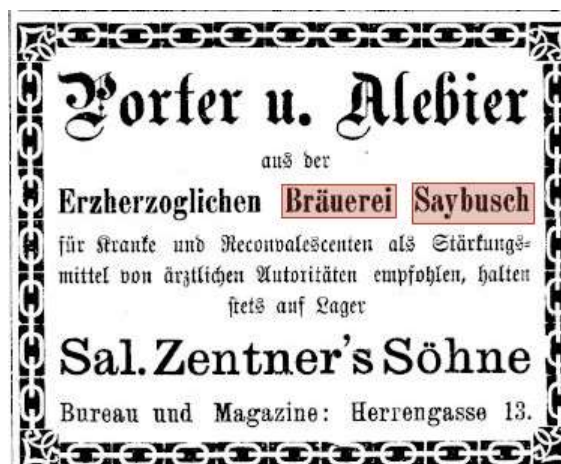 Porter u. Alebier
aus der
Erzherzoglichen Bräuerei Saybusch
für Kranke und Reconvalescenten als Stärkungs-
mittel von ärztlichen Autoritäten empfohlen, halten
stets auf Lager
Sal. Zentner's Söhne
Bureau und Magazine: Herrengasse 13.